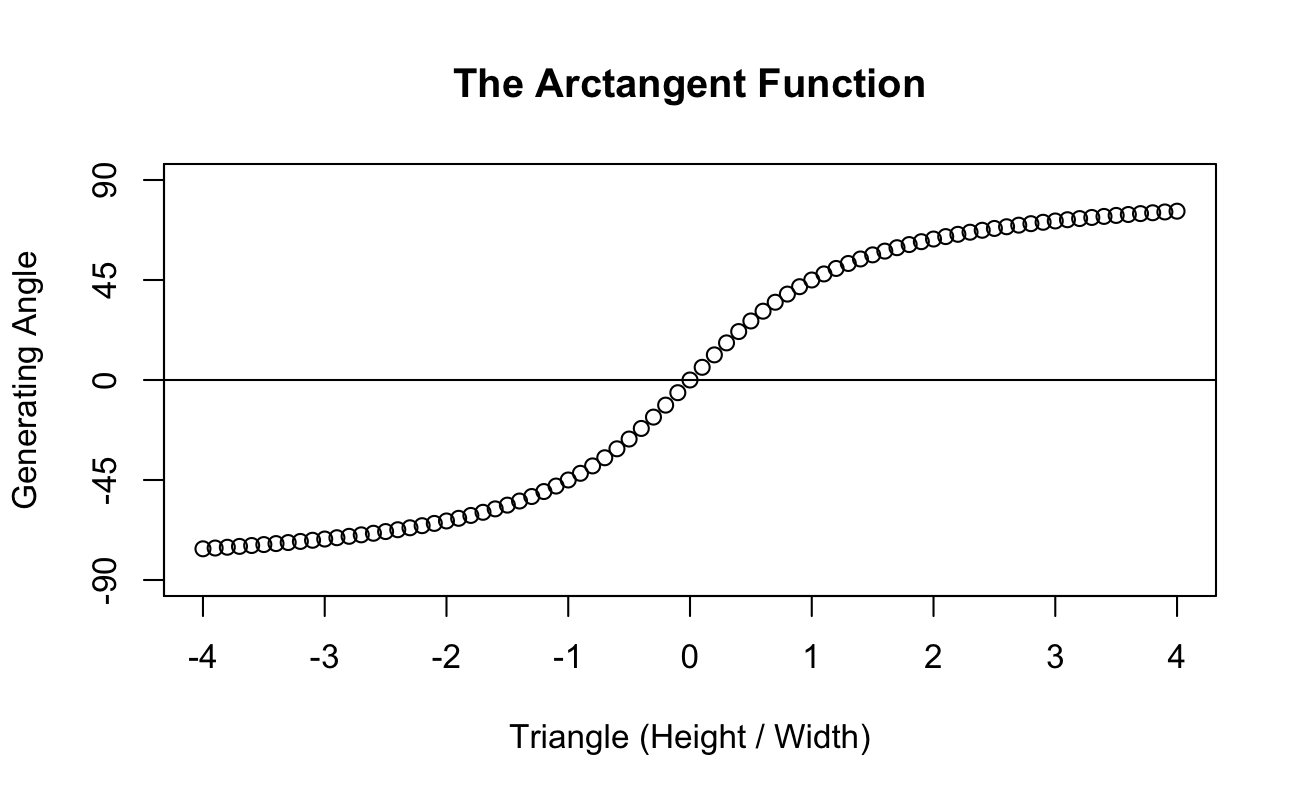 The Arctangent Function
Generating Angle
90
45
0
-45
-90
-4 -3 -2 -1 0 1 2 3 4
Triangle (Height / Width)